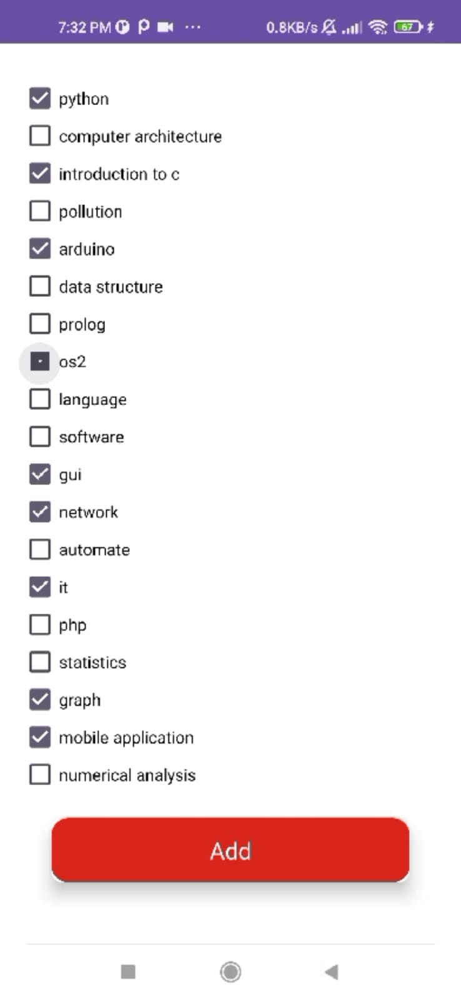 7:32 PM ... 0.8KB/s 67
python
computer architecture
introduction to c
pollution
arduino
data structure
prolog
os2
language
software
gui
network
automate
it
php
statistics
graph
mobile application
numerical analysis
Add